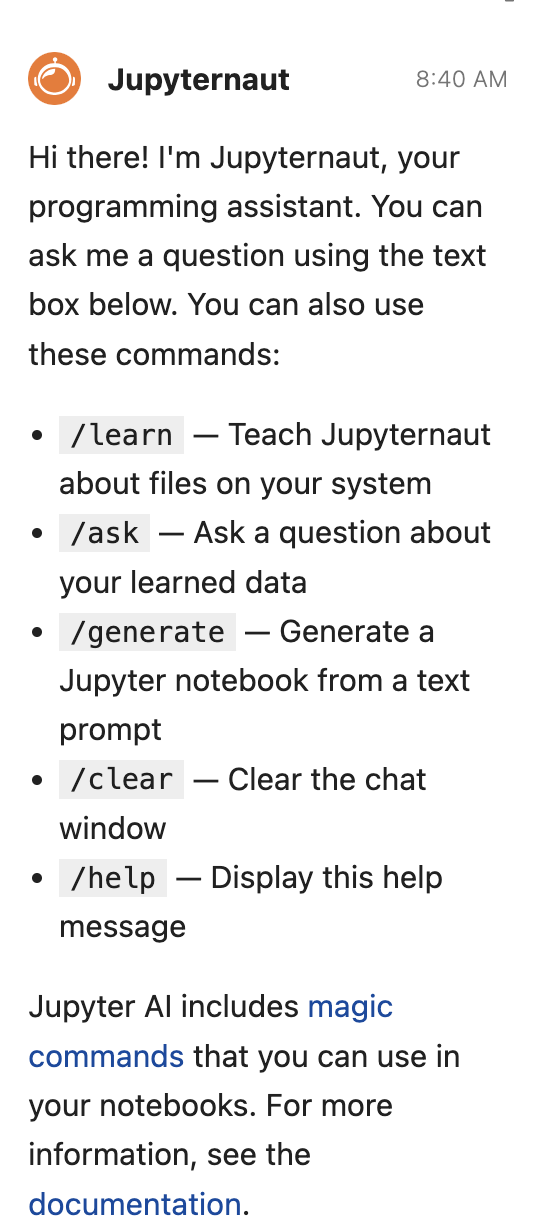 Jupyternaut 8:40 AM
Hi there! I'm Jupyternaut, your
programming assistant. You can
ask me a question using the text
box below. You can also use
these commands:
• /learn — Teach Jupyternaut
about files on your system
• /ask — Ask a question about
your learned data
• /generate — Generate a
Jupyter notebook from a text
prompt
• /clear — Clear the chat
window
• /help — Display this help
message
Jupyter AI includes magic
commands that you can use in
your notebooks. For more
information, see the
documentation.